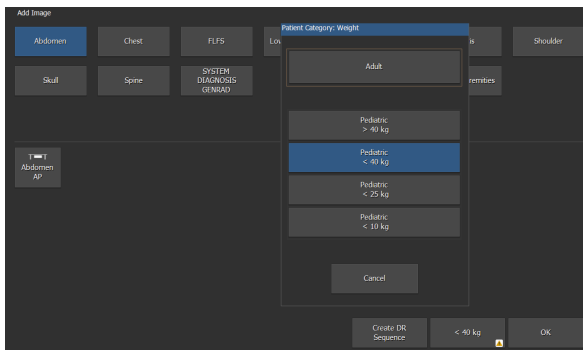 Add Image
Patient Category: Weight
Abdomen
Chest
FLFS
Lo
is
Shoulder
Adult
Skull
Spine
SYSTEM
DIAGNOSIS
GENRAD
remities
Pediatric
> 40 kg
Pediatric
< 40 kg
Pediatric
< 25 kg
Pediatric
< 10 kg
T T
Abdomen
AP
Cancel
Create DR
Sequence
< 40 kg
OK